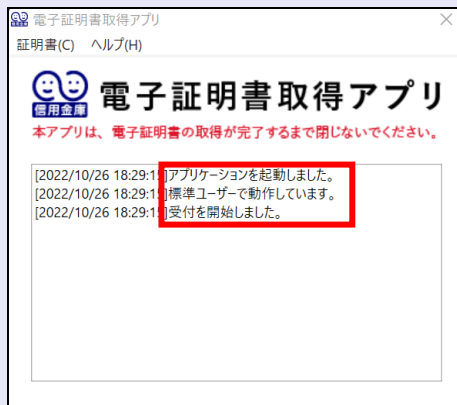 電子証明書取得アプリ
証明書(C) ヘルプ(H)
信用金庫
電子証明書取得アプリ
本アプリは、電子証明書の取得が完了するまで閉じないでください。
[2022/10/26 18:29:15]アプリケーションを起動しました。
[2022/10/26 18:29:15]標準ユーザーで動作しています。
[2022/10/26 18:29:15]受付を開始しました。